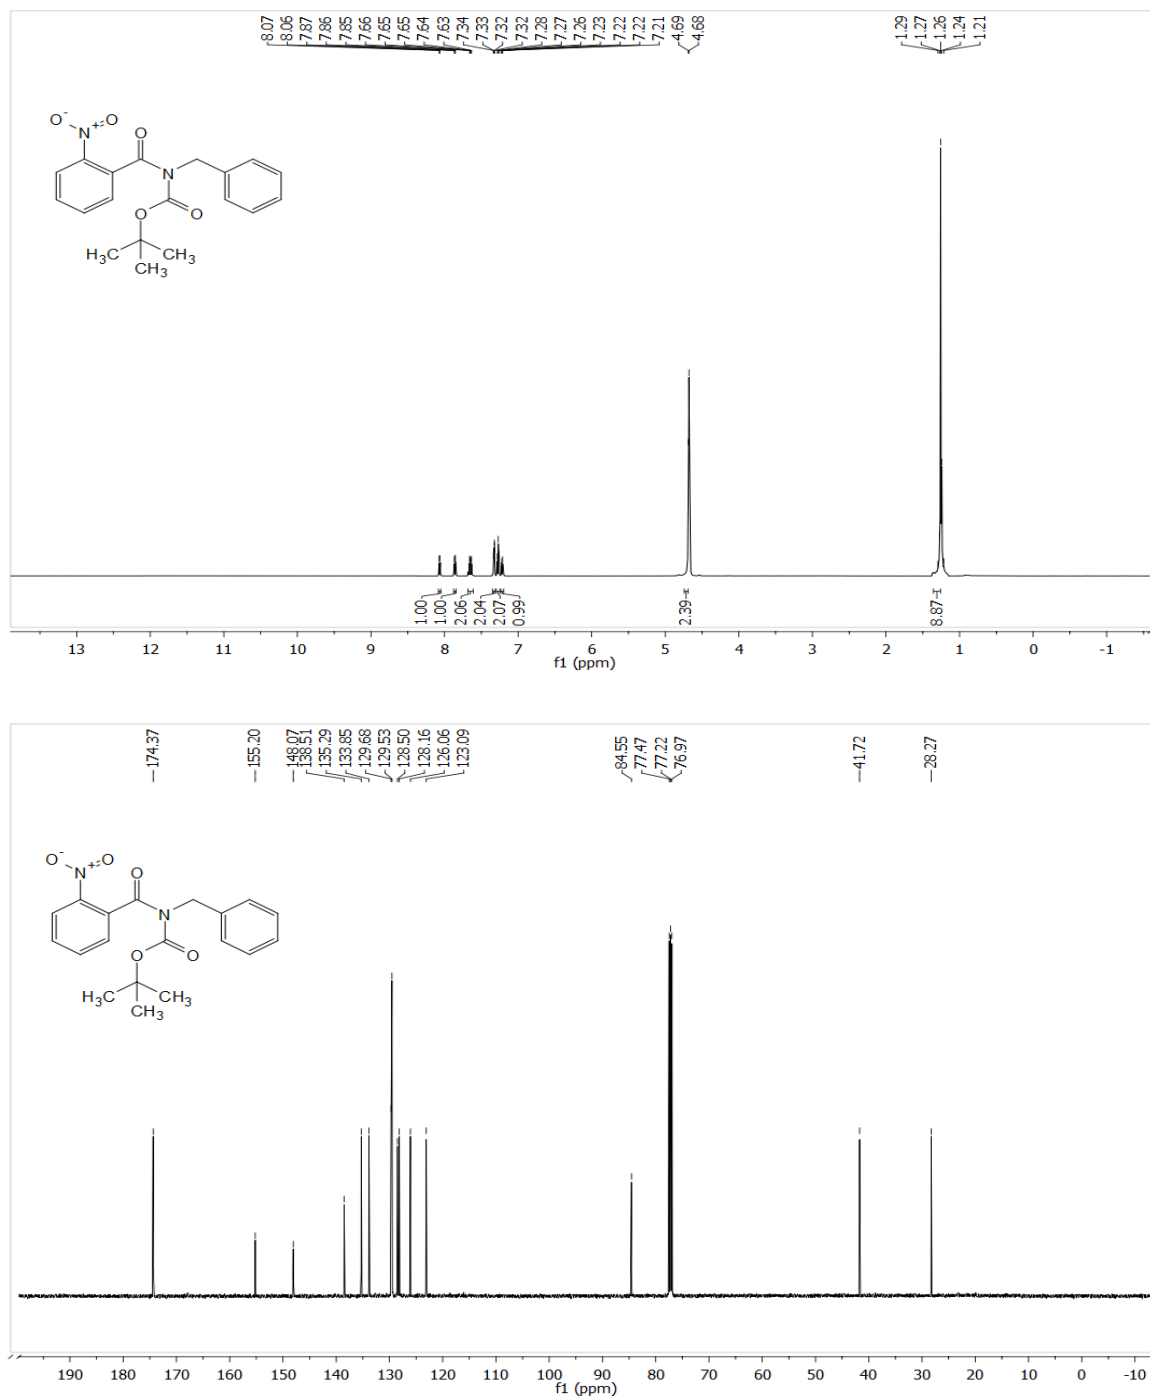 8.07 8.06 7.87 7.86 7.85 7.66 7.65 7.65 7.64 7.63 7.34 7.33 7.32 7.32 7.28 7.27 7.26 7.23 7.22 7.22 7.21 4.69 4.68 1.29 1.27 1.26 1.24 1.21
O- N+ O O
N
O O
H3C CH3
CH3
1.00 1.00 2.06 2.04 2.07 0.99 2.39 8.87
13 12 11 10 9 8 7 6 5 4 3 2 1 0 -1
f1 (ppm)
174.37 155.20 148.07 138.51 135.29 133.85 129.68 129.53 128.50 128.16 126.06 123.09 84.55 77.47 77.22 76.97 41.72 28.27
O- N+ O O
N
O O
H3C CH3
CH3
190 180 170 160 150 140 130 120 110 100 90 80 70 60 50 40 30 20 10 0 -10
f1 (ppm)